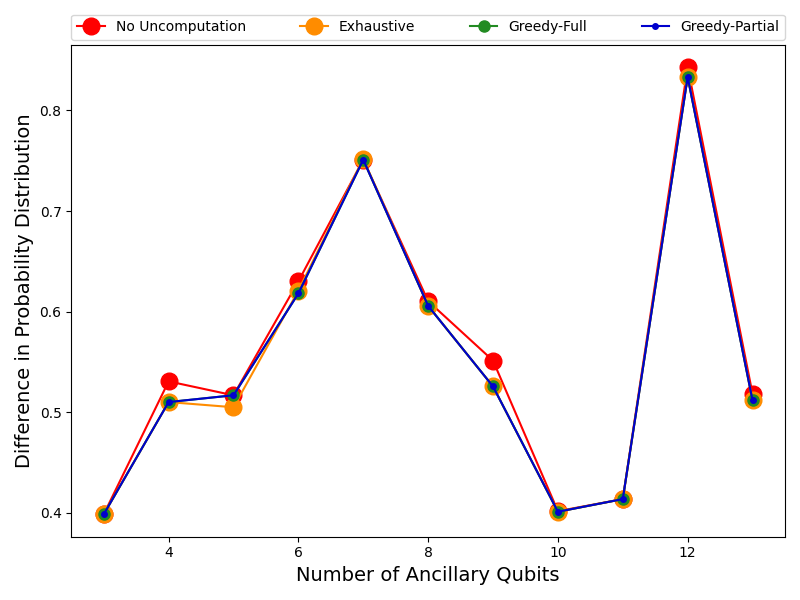 No Uncomputation Exhaustive Greedy-Full Greedy-Partial
Difference in Probability Distribution
0.8
0.7
0.6
0.5
0.4
4 6 8 10 12
Number of Ancillary Qubits